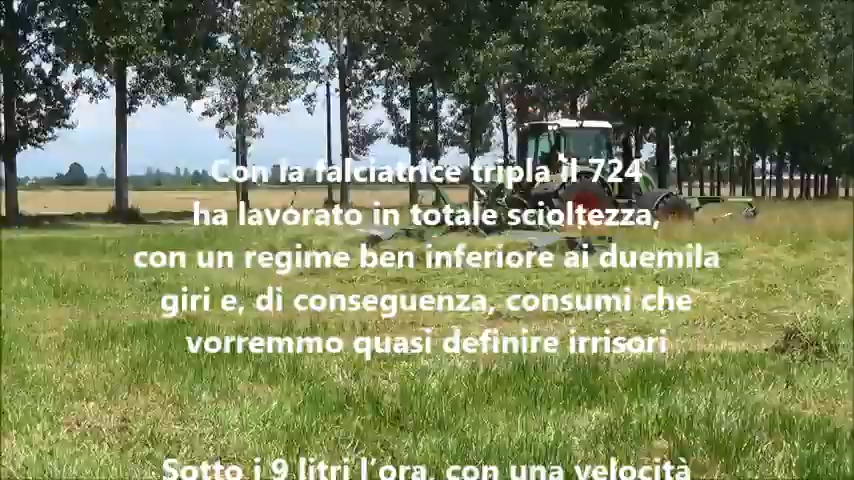 Con la falciatrice tripla il 724
ha lavorato in totale scioltezza,
con un regime ben inferiore ai duemila
giri e, di conseguenza, consumi che
vorremmo quasi definire irrisori
Sotto i 9 litri l’ora, con una velocità